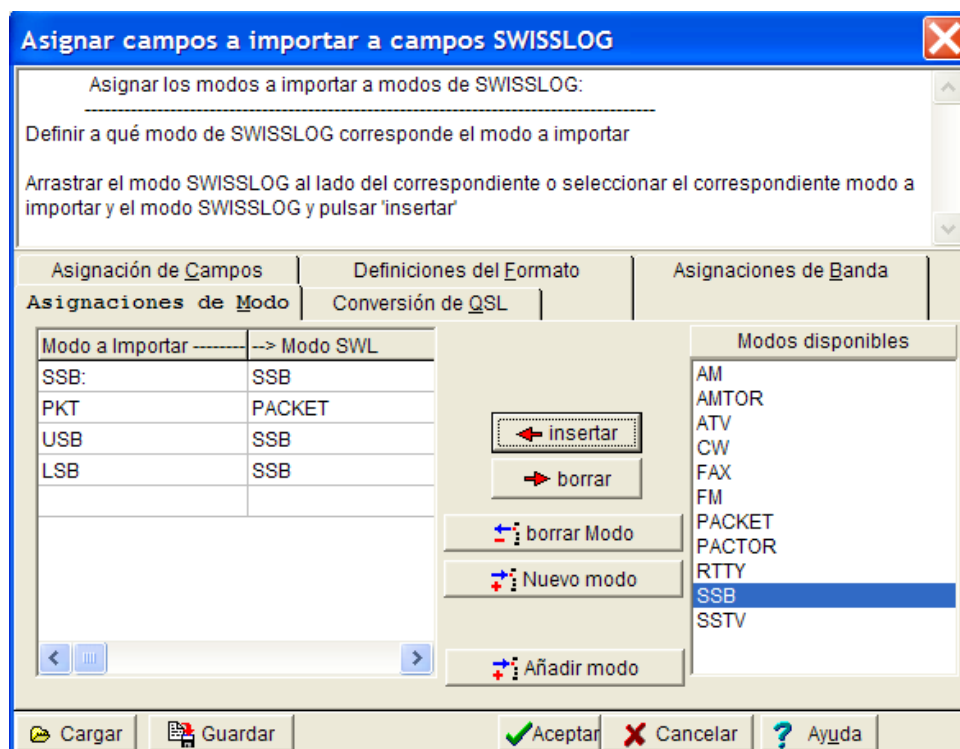 Asignar campos a importar a campos SWISSLOG
Asignar los modos a importar a modos de SWISSLOG:
-----------------------------------------------------------------------------------
Definir a qué modo de SWISSLOG corresponde el modo a importar
Arrastrar el modo SWISSLOG al lado del correspondiente o seleccionar el correspondiente modo a
importar y el modo SWISSLOG y pulsar 'insertar'
Asignación de Campos
Definiciones del Formato
Asignaciones de Banda
Asignaciones de Modo
Conversión de QSL
Modo a Importar -------- --> Modo SWL
SSB: SSB
PKT PACKET
USB SSB
LSB SSB
insertar
borrar
borrar Modo
Nuevo modo
Añadir modo
Modos disponibles
AM
AMTOR
ATV
CW
FAX
FM
PACKET
PACTOR
RTTY
SSB
SSTV
Cargar
Guardar
Aceptar
Cancelar
? Ayuda